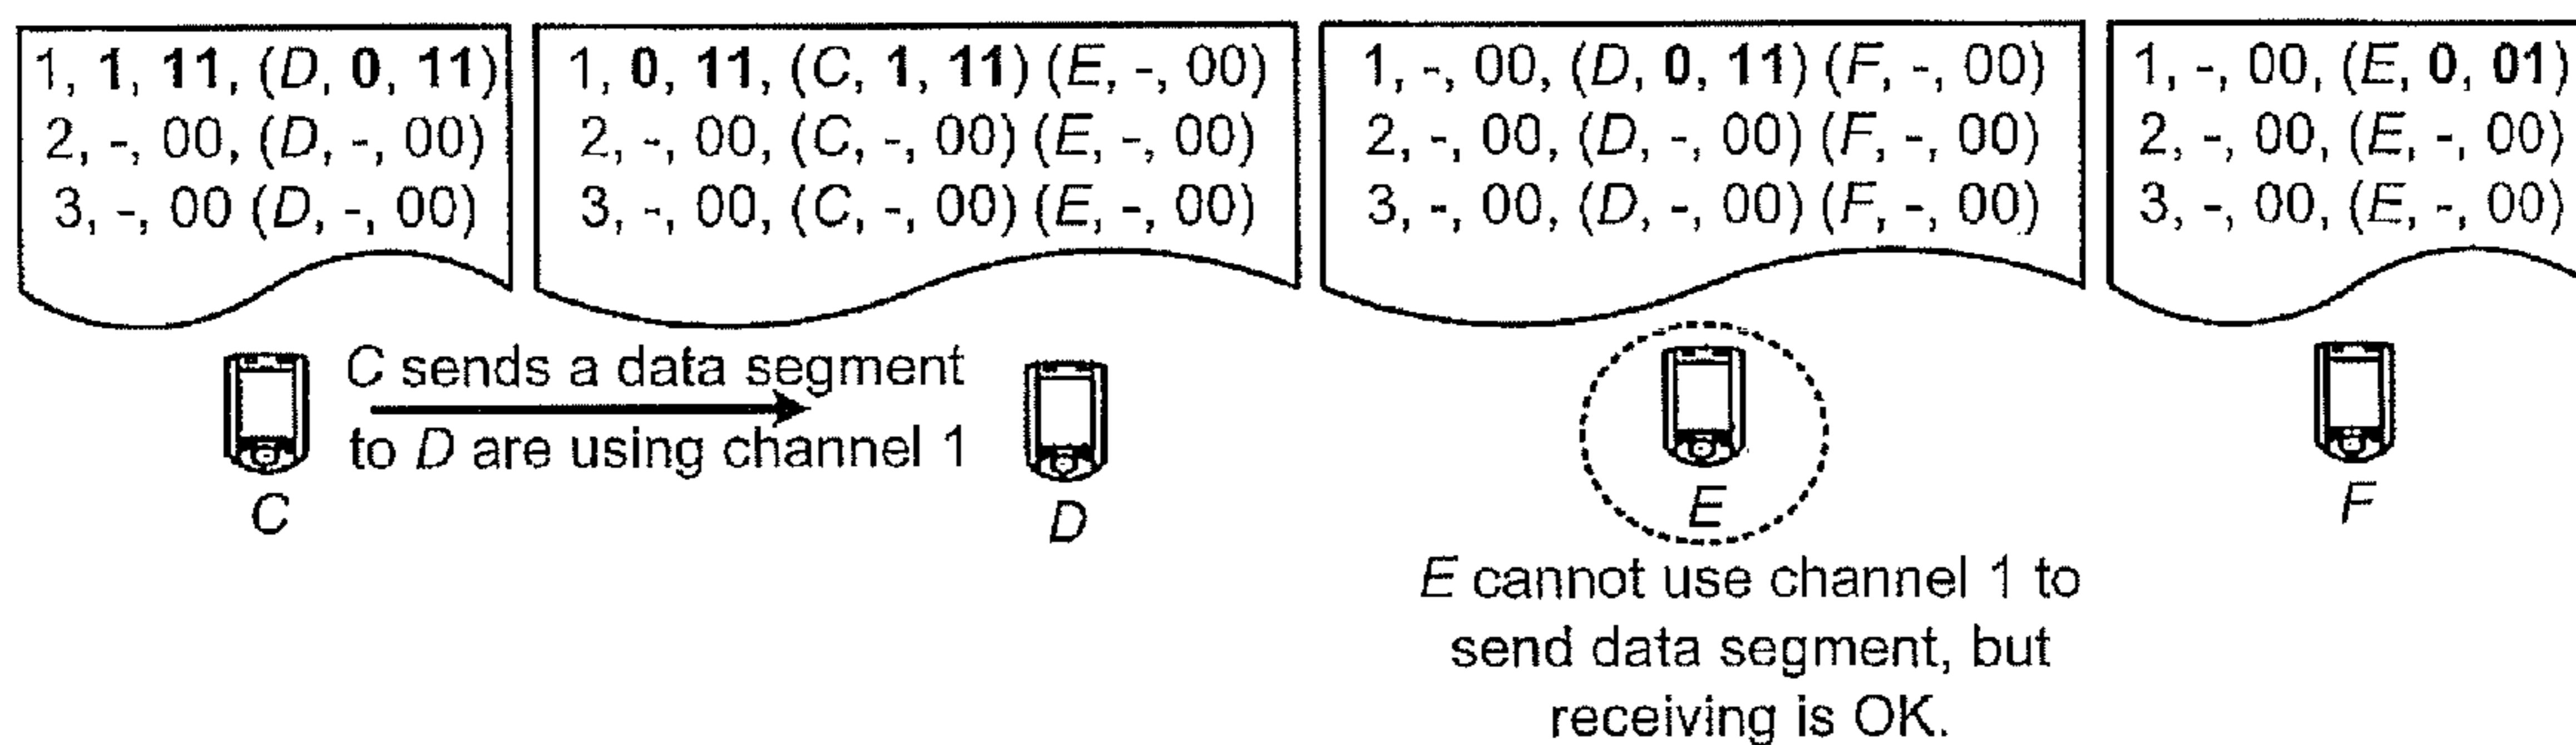 1, 1, 11, (D, 0, 11)
2, -, 00, (D, -, 00)
3, -, 00 (D, -, 00)
1, 0, 11, (C, 1, 11) (E, -, 00)
2, -, 00, (C, -, 00) (E, -, 00)
3, -, 00, (C, -, 00) (E, -, 00)
1, -, 00, (D, 0, 11) (F, -, 00)
2, -, 00, (D, -, 00) (F, -, 00)
3, -, 00, (D, -, 00) (F, -, 00)
1, -, 00, (E, 0, 01)
2, -, 00, (E, -, 00)
3, -, 00, (E, -, 00)
C sends a data segment
to D are using channel 1
C
D
E
F
E cannot use channel 1 to
send data segment, but
receiving is OK.